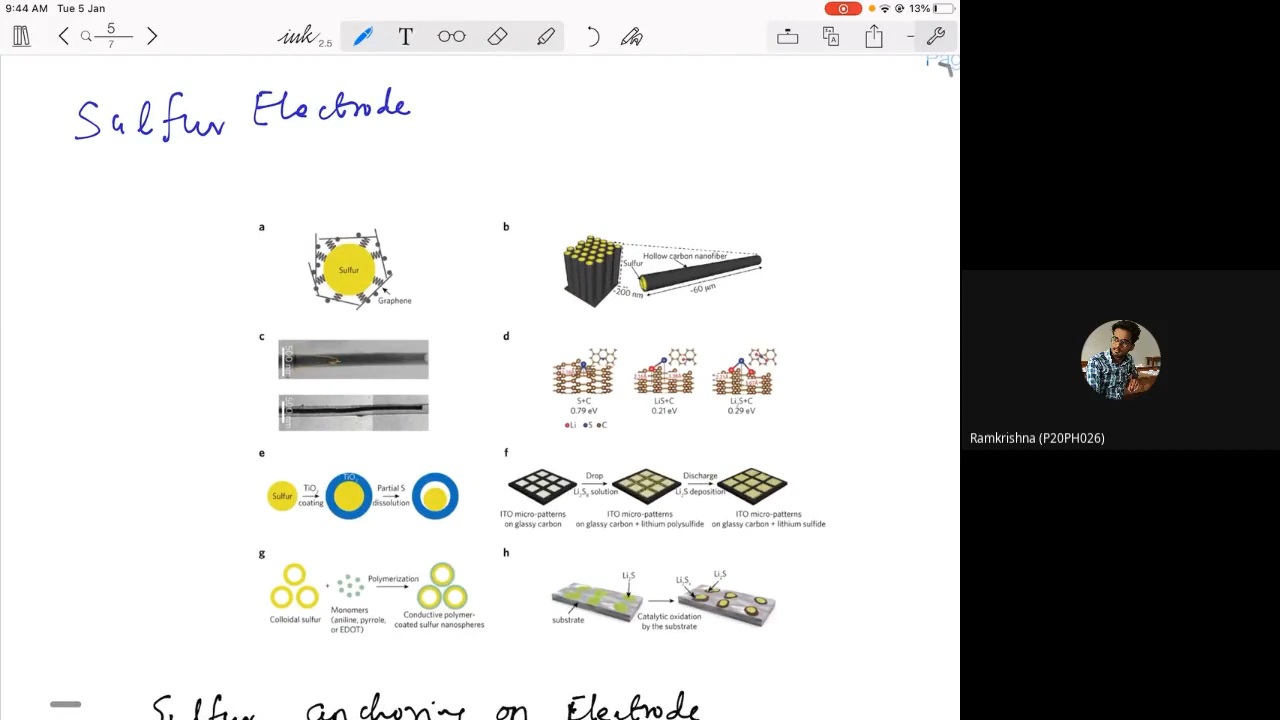 9:44 AM Tue 5 Jan
13%
5
7
ink 2.5
T
Sulfur Electrode
a
Sulfur
Graphene
b
Sulfur
Hollow carbon nanofiber
~200 nm
~60 μm
c
500 nm
d
S+C
0.79 eV
LiS+C
0.21 eV
Li₂S+C
0.29 eV
Li S C
e
Sulfur
TiO₂
coating
TiO₂
Partial S
dissolution
f
Drop
Li₂S₈ solution
Discharge
Li₂S deposition
ITO micro-patterns
on glassy carbon
ITO micro-patterns
on glassy carbon + lithium polysulfide
ITO micro-patterns
on glassy carbon + lithium sulfide
g
Colloidal sulfur
+
Monomers
(aniline, pyrrole,
or EDOT)
Polymerization
Conductive polymer-
coated sulfur nanospheres
h
Li₂S
substrate
Catalytic oxidation
by the substrate
Li₂S
Sulfur anchoring on Electrode
Ramkrishna (P20PH026)